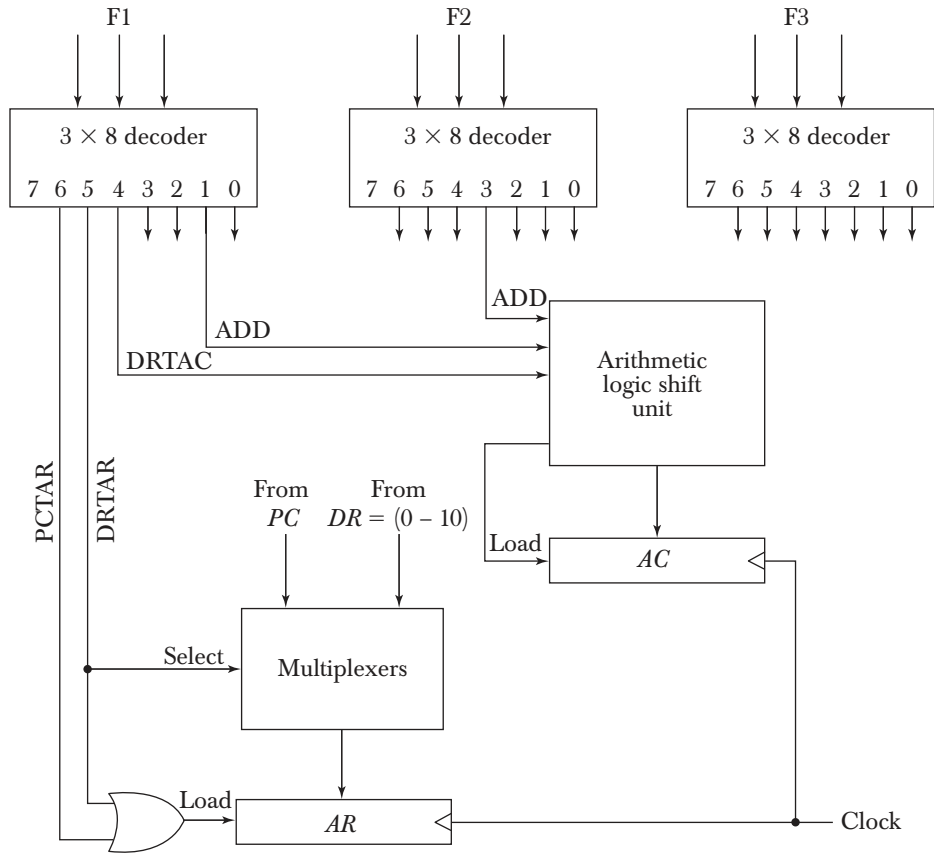 F1 F2 F3
3 × 8 decoder 3 × 8 decoder 3 × 8 decoder
7 6 5 4 3 2 1 0 7 6 5 4 3 2 1 0 7 6 5 4 3 2 1 0
ADD
ADD
DRTAC
Arithmetic
logic shift
unit
PCTAR
DRTAR
From From
PC DR = (0 – 10)
Load
AC
Select
Multiplexers
Load
AR
Clock